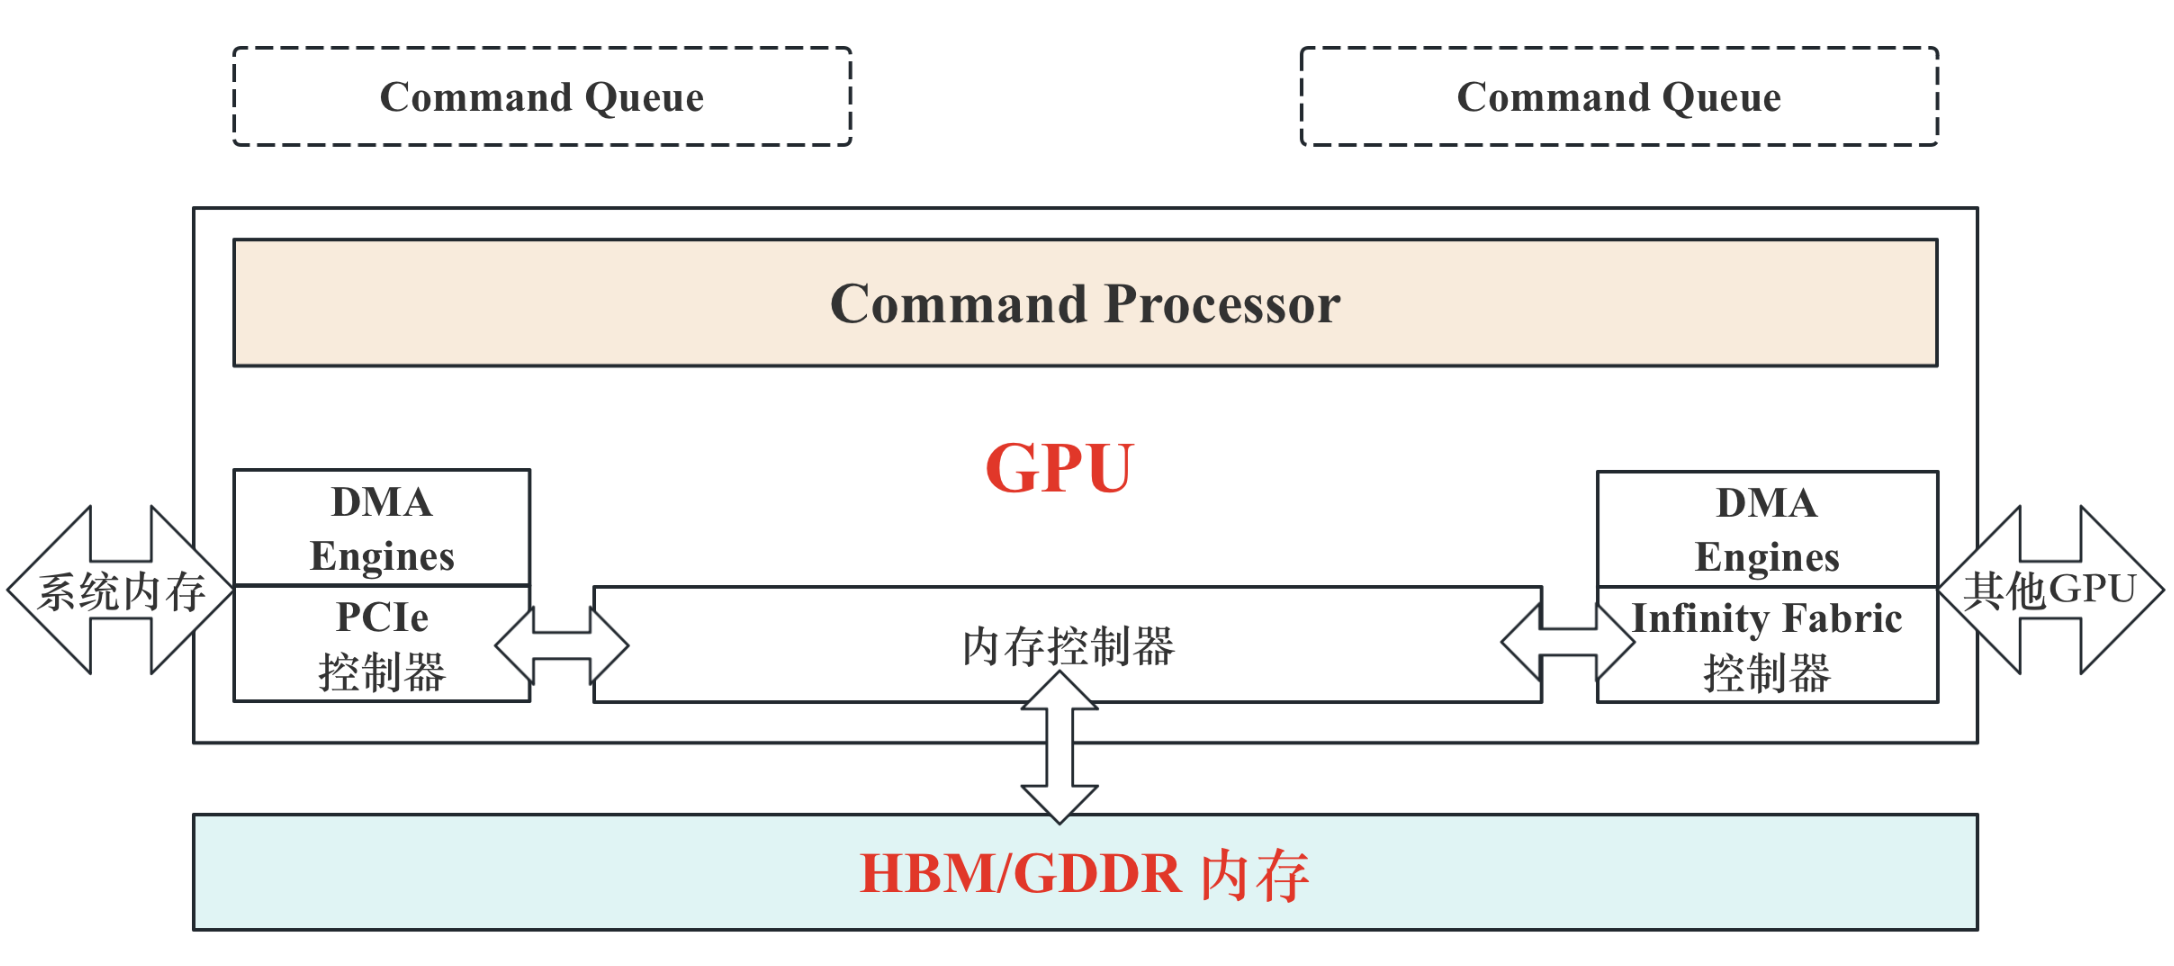 Command Queue
Command Queue
Command Processor
GPU
DMA
Engines
PCIe
控制器
系统内存
内存控制器
DMA
Engines
Infinity Fabric
控制器
其他GPU
HBM/GDDR 内存